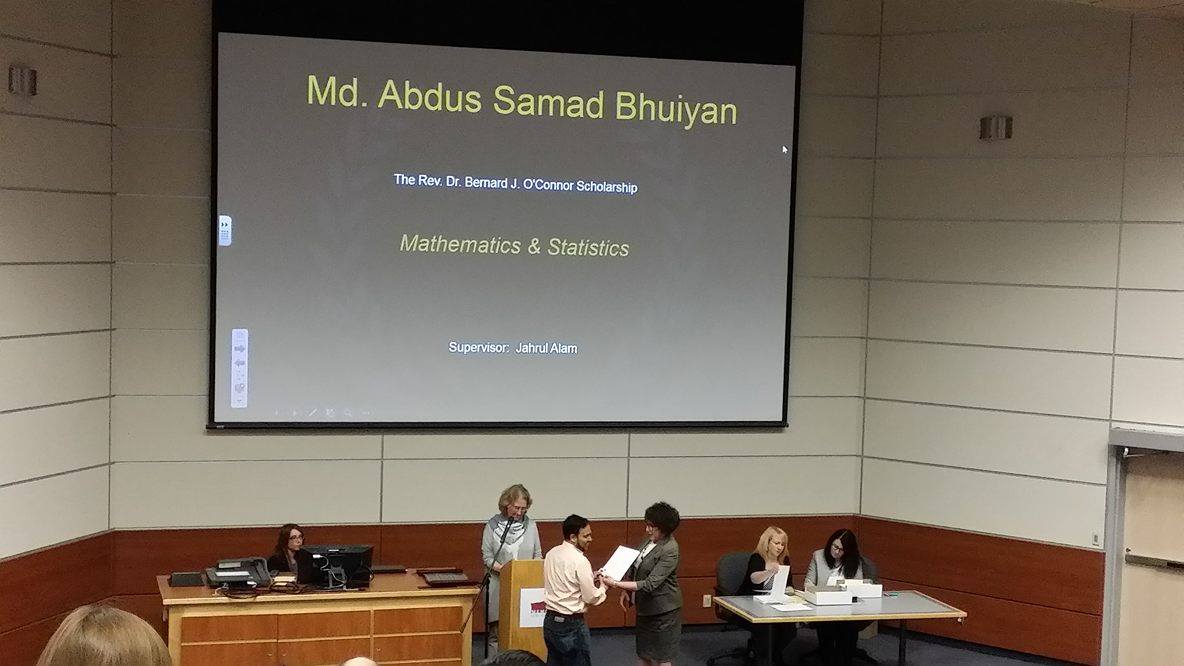 Md. Abdus Samad Bhuiyan
The Rev. Dr. Bernard J. O'Connor Scholarship
Mathematics & Statistics
Supervisor: Jahrul Alam